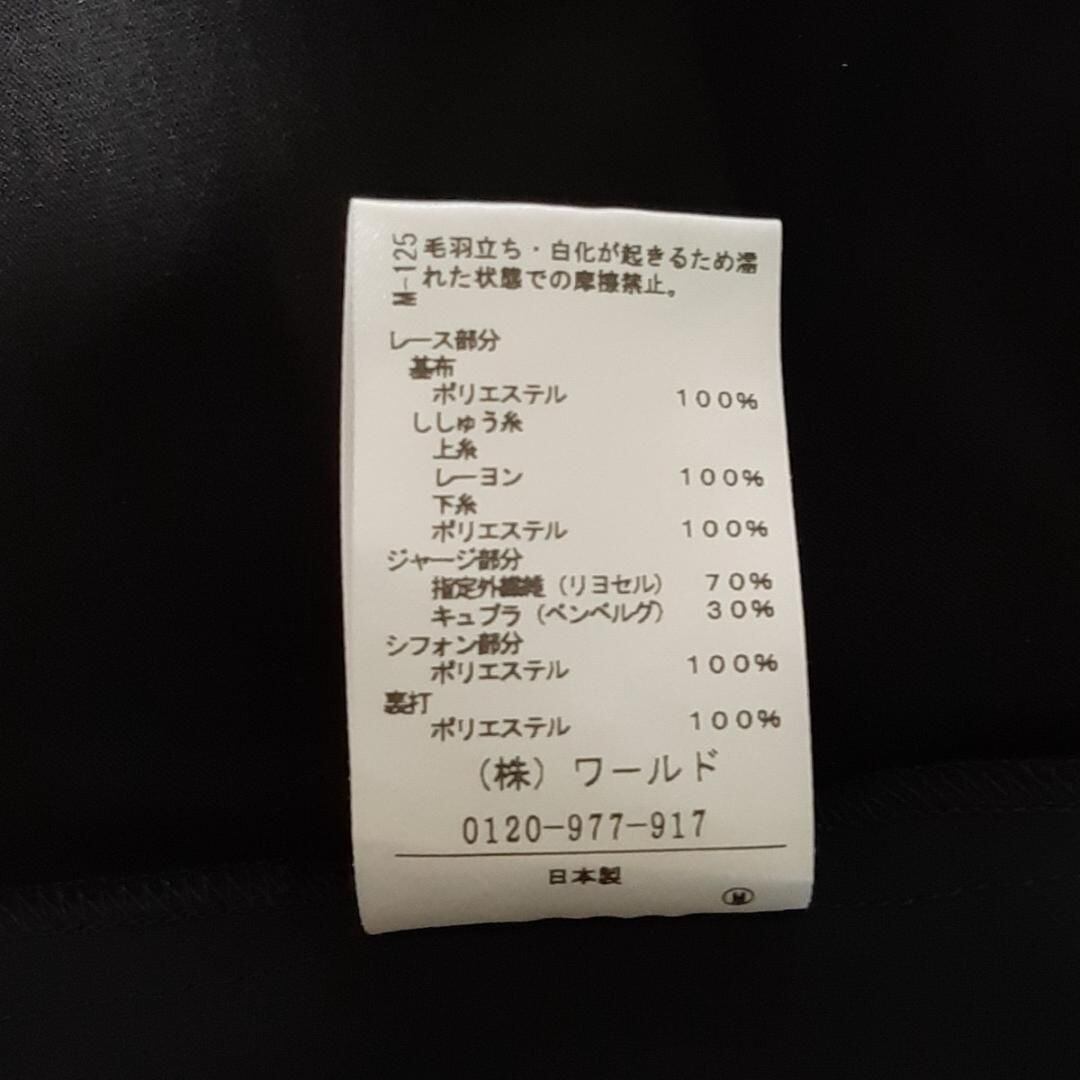 M-125
毛羽立ち・白化が起きるため濡
れた状態での摩擦禁止。
レース部分
基布
ポリエステル 100%
ししゅう糸
上糸
レーヨン 100%
下糸
ポリエステル 100%
ジャージ部分
指定外繊維（リヨセル） 70%
キュプラ（ベンベルグ） 30%
シフォン部分
ポリエステル 100%
裏打
ポリエステル 100%
（株）ワールド
0120-977-917
日本製
M